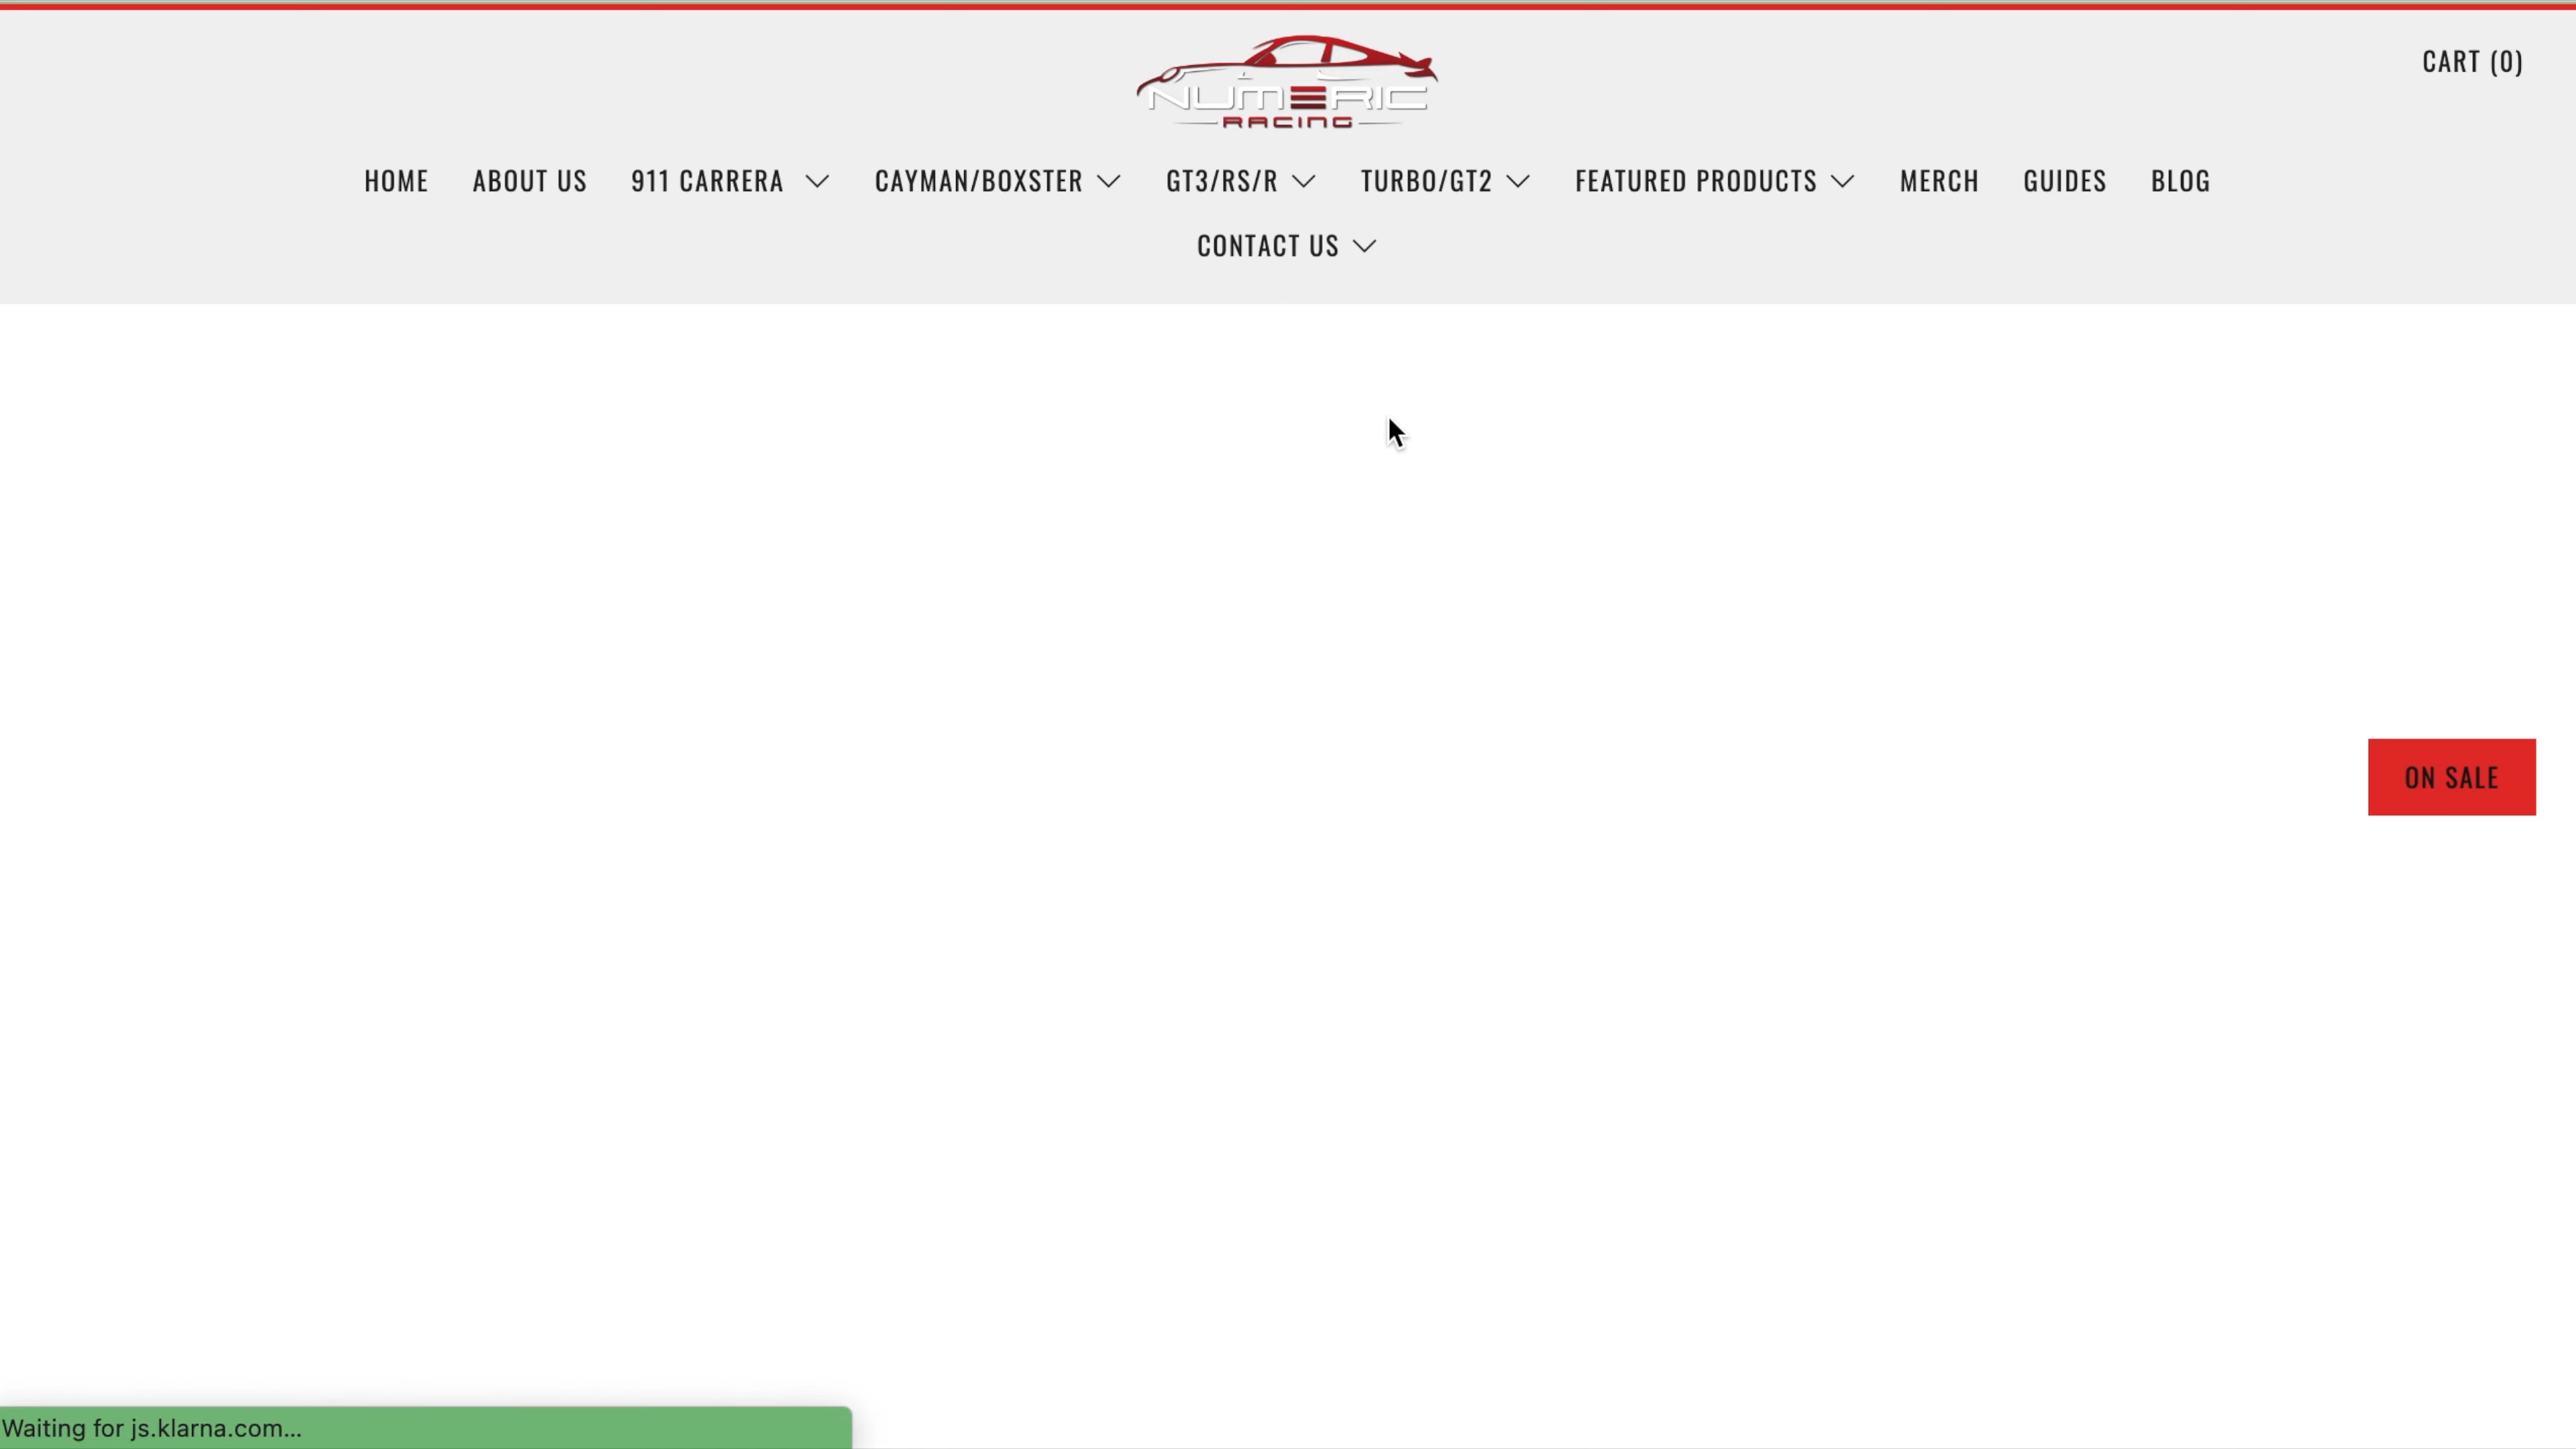 NUMERIC
RACING
CART (0)
HOME ABOUT US 911 CARRERA CAYMAN/BOXSTER GT3/RS/R TURBO/GT2 FEATURED PRODUCTS MERCH GUIDES BLOG
CONTACT US
ON SALE
Waiting for js.klarna.com...